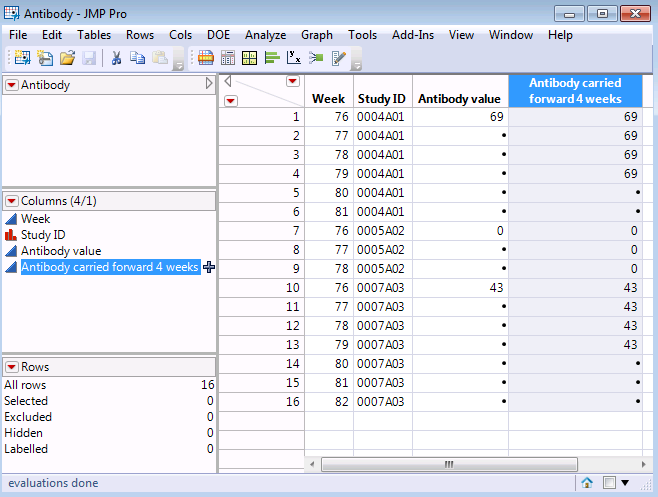 Antibody - JMP Pro
File Edit Tables Rows Cols DOE Analyze Graph Tools Add-Ins View Window Help
Antibody
Columns (4/1)
Week
Study ID
Antibody value
Antibody carried forward 4 weeks
Rows
All rows 16
Selected 0
Excluded 0
Hidden 0
Labelled 0
Week Study ID Antibody value Antibody carried forward 4 weeks
1 76 0004A01 69 69
2 77 0004A01 • 69
3 78 0004A01 • 69
4 79 0004A01 • 69
5 80 0004A01 • •
6 81 0004A01 • •
7 76 0005A02 0 0
8 77 0005A02 • 0
9 78 0005A02 • 0
10 76 0007A03 43 43
11 77 0007A03 • 43
12 78 0007A03 • 43
13 79 0007A03 • 43
14 80 0007A03 • •
15 81 0007A03 • •
16 82 0007A03 • •
evaluations done